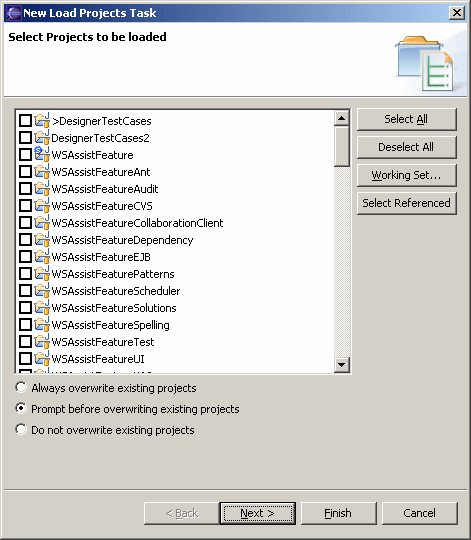 New Load Projects Task
Select Projects to be loaded
>DesignerTestCases
DesignerTestCases2
WSAssistFeature
WSAssistFeatureAnt
WSAssistFeatureAudit
WSAssistFeatureCVS
WSAssistFeatureCollaborationClient
WSAssistFeatureDependency
WSAssistFeatureEJB
WSAssistFeaturePatterns
WSAssistFeatureScheduler
WSAssistFeatureSolutions
WSAssistFeatureSpelling
WSAssistFeatureTest
WSAssistFeatureUI
Select All
Deselect All
Working Set...
Select Referenced
Always overwrite existing projects
Prompt before overwriting existing projects
Do not overwrite existing projects
< Back
Next >
Finish
Cancel